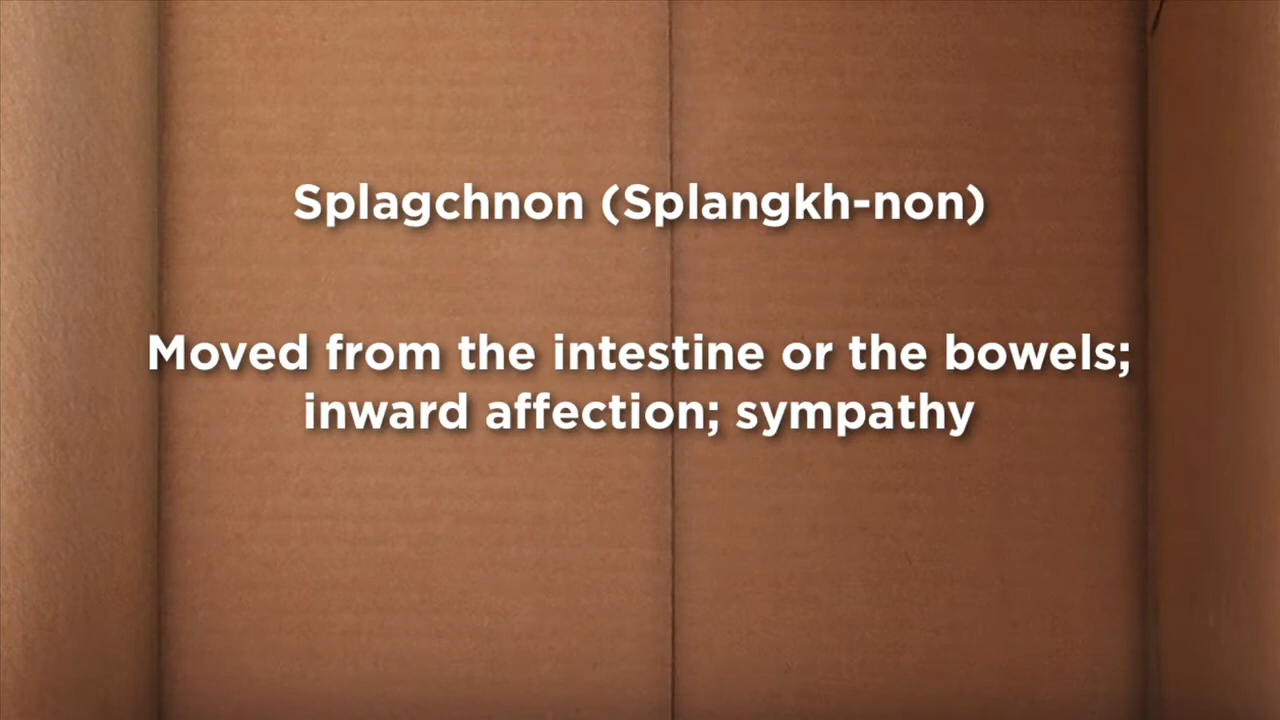 Splagchnon (Splangkh-non)
Moved from the intestine or the bowels;
inward affection; sympathy